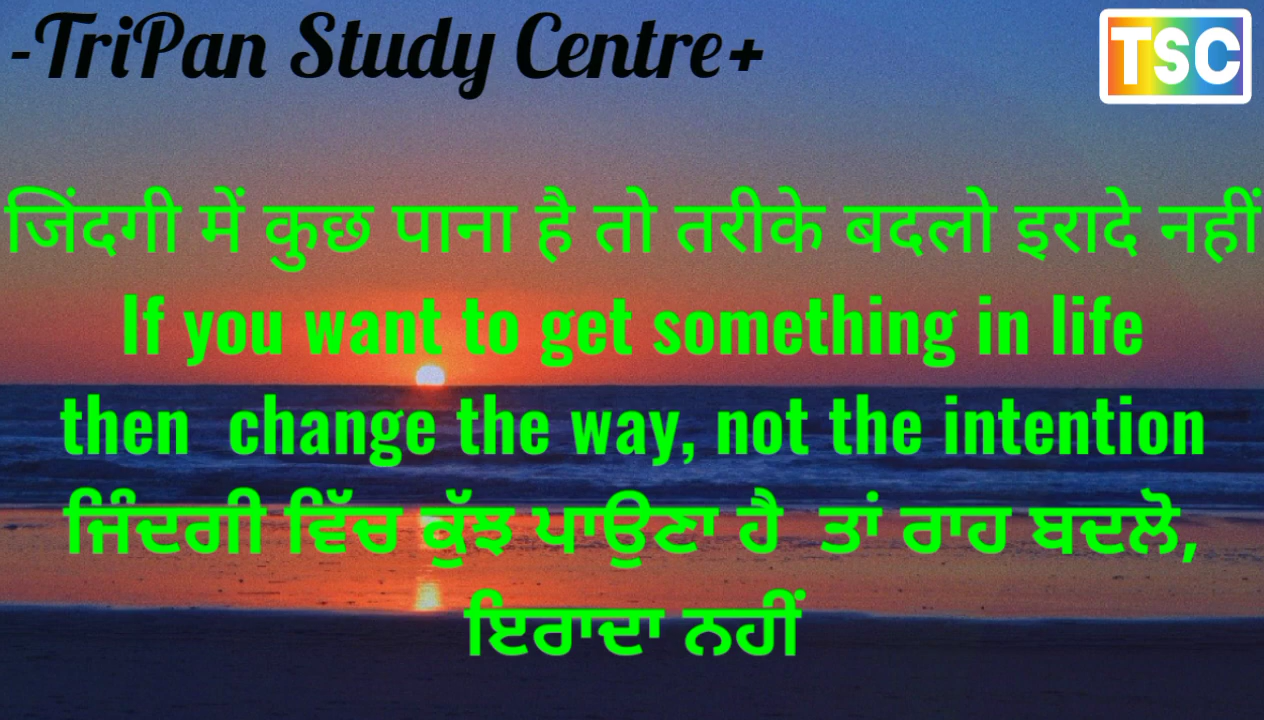 -TriPan Study Centre+
TSC
जिंदगी में कुछ पाना है तो तरीके बदलो इरादे नहीं
If you want to get something in life
then change the way, not the intention
ਜਿੰਦਗੀ ਵਿੱਚ ਕੁੱਝ ਪਾਉਣਾ ਹੈ ਤਾਂ ਰਾਹ ਬਦਲੋ,
ਇਰਾਦਾ ਨਹੀਂ